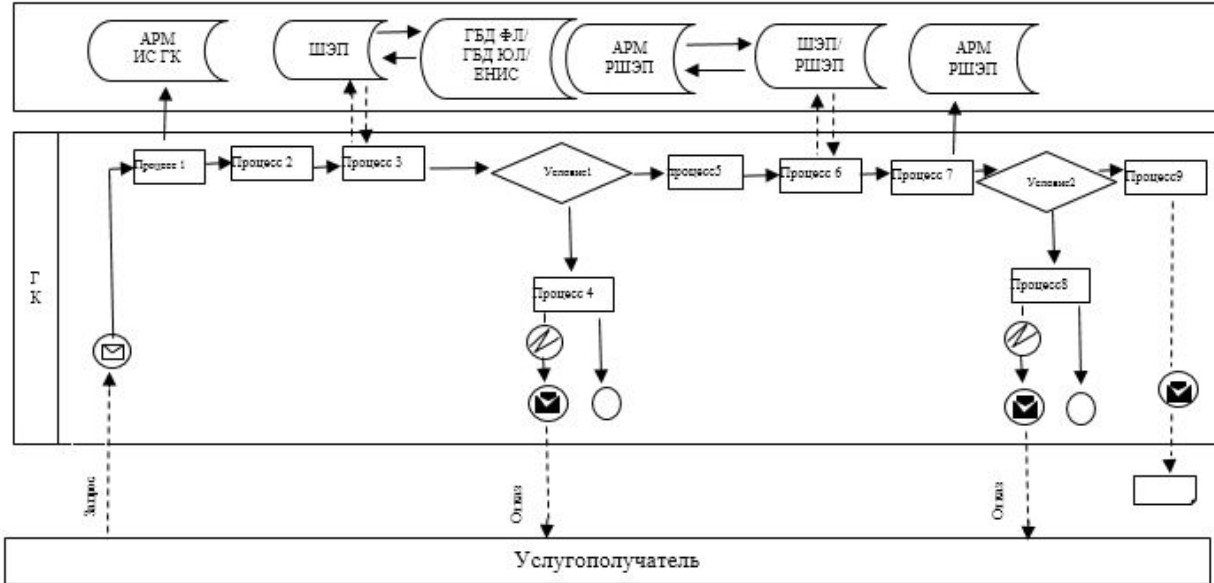 АРМ
ИС ГК
ШЭП
ГБД ФЛ/
ГБД ЮЛ/
ЕНИС
АРМ
РШЭП
ШЭП/
РШЭП
АРМ
РШЭП
Процесс 1
Процесс 2
Процесс 3
Условие1
процесс5
Процесс 6
Процесс 7
Условие2
Процесс9
Г
К
Процесс 4
Процесс8
Запрос
Отказ
Отказ
Услугополучатель